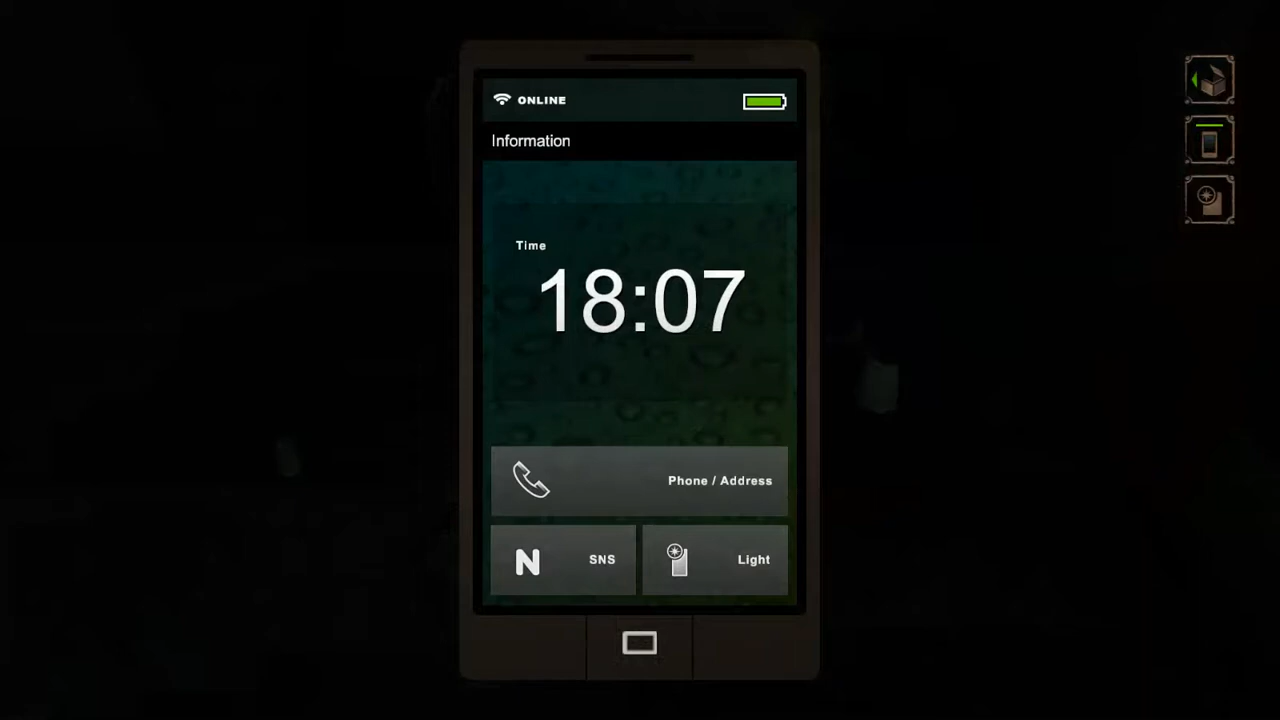 ONLINE
Information
Time
18:07
Phone / Address
N SNS
Light